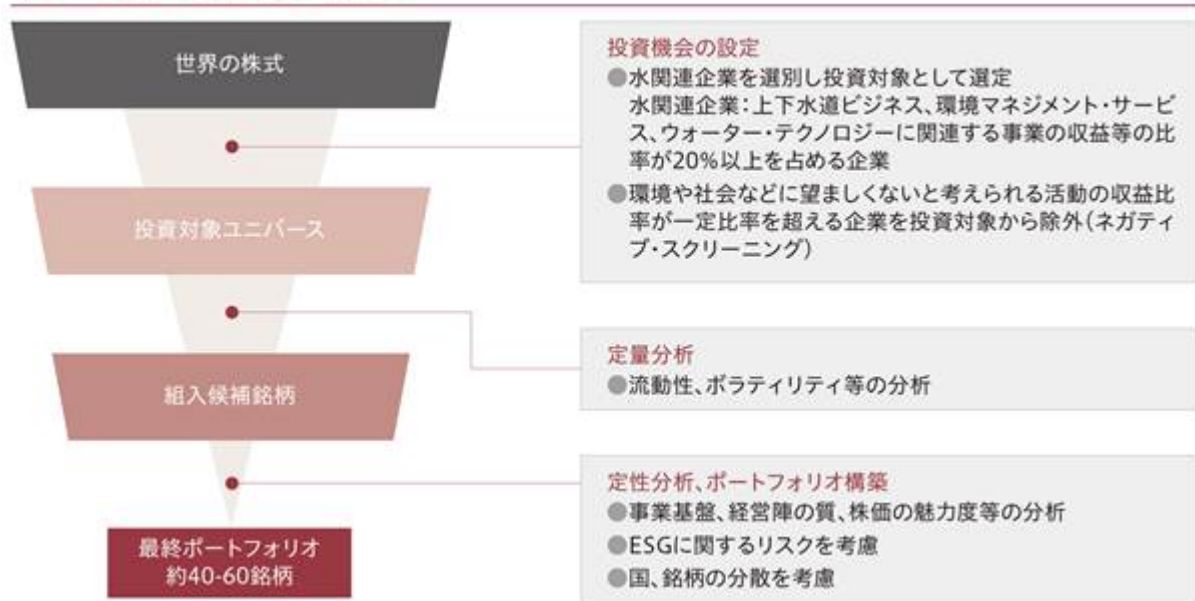 世界の株式
投資機会の設定
●水関連企業を選別し投資対象として選定
水関連企業：上下水道ビジネス、環境マネジメント・サービ
ス、ウォーター・テクノロジーに関連する事業の収益等の比
率が20%以上を占める企業
●環境や社会などに望ましくないと考えられる活動の収益比
率が一定比率を超える企業を投資対象から除外（ネガティ
ブ・スクリーニング）
投資対象ユニバース
定量分析
●流動性、ボラティリティ等の分析
組入候補銘柄
定性分析、ポートフォリオ構築
●事業基盤、経営陣の質、株価の魅力度等の分析
●ESGに関するリスクを考慮
●国、銘柄の分散を考慮
最終ポートフォリオ
約40-60銘柄